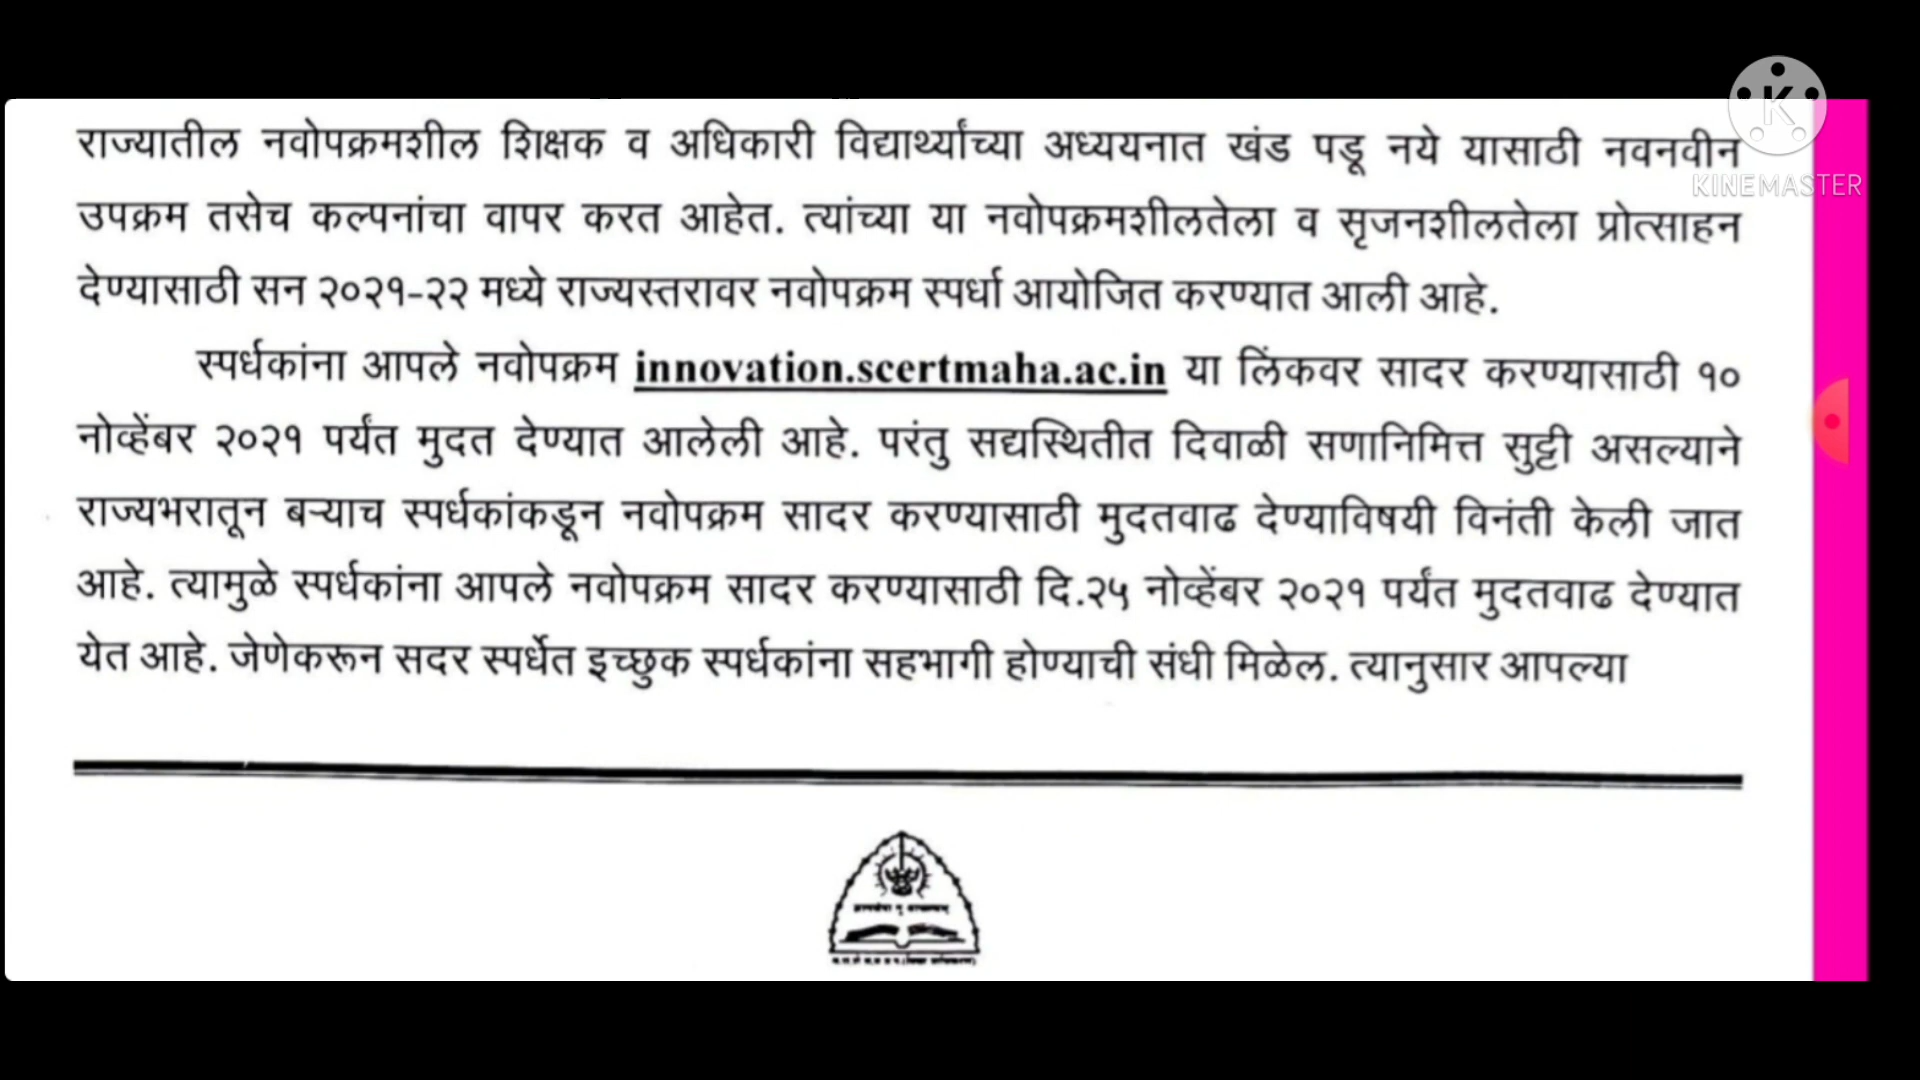 राज्यातील नवोपक्रमशील शिक्षक व अधिकारी विद्यार्थ्यांच्या अध्ययनात खंड पडू नये यासाठी नवनवीन
उपक्रम तसेच कल्पनांचा वापर करत आहेत. त्यांच्या या नवोपक्रमशीलतेला व सृजनशीलतेला प्रोत्साहन
देण्यासाठी सन २०२१-२२ मध्ये राज्यस्तरावर नवोपक्रम स्पर्धा आयोजित करण्यात आली आहे.
स्पर्धकांना आपले नवोपक्रम innovation.scertmaha.ac.in या लिंकवर सादर करण्यासाठी १०
नोव्हेंबर २०२१ पर्यंत मुदत देण्यात आलेली आहे. परंतु सद्यस्थितीत दिवाळी सणानिमित्त सुट्टी असल्याने
राज्यभरातून बऱ्याच स्पर्धकांकडून नवोपक्रम सादर करण्यासाठी मुदतवाढ देण्याविषयी विनंती केली जात
आहे. त्यामुळे स्पर्धकांना आपले नवोपक्रम सादर करण्यासाठी दि.२५ नोव्हेंबर २०२१ पर्यंत मुदतवाढ देण्यात
येत आहे. जेणेकरून सदर स्पर्धेत इच्छुक स्पर्धकांना सहभागी होण्याची संधी मिळेल. त्यानुसार आपल्या
K
KINEMASTER